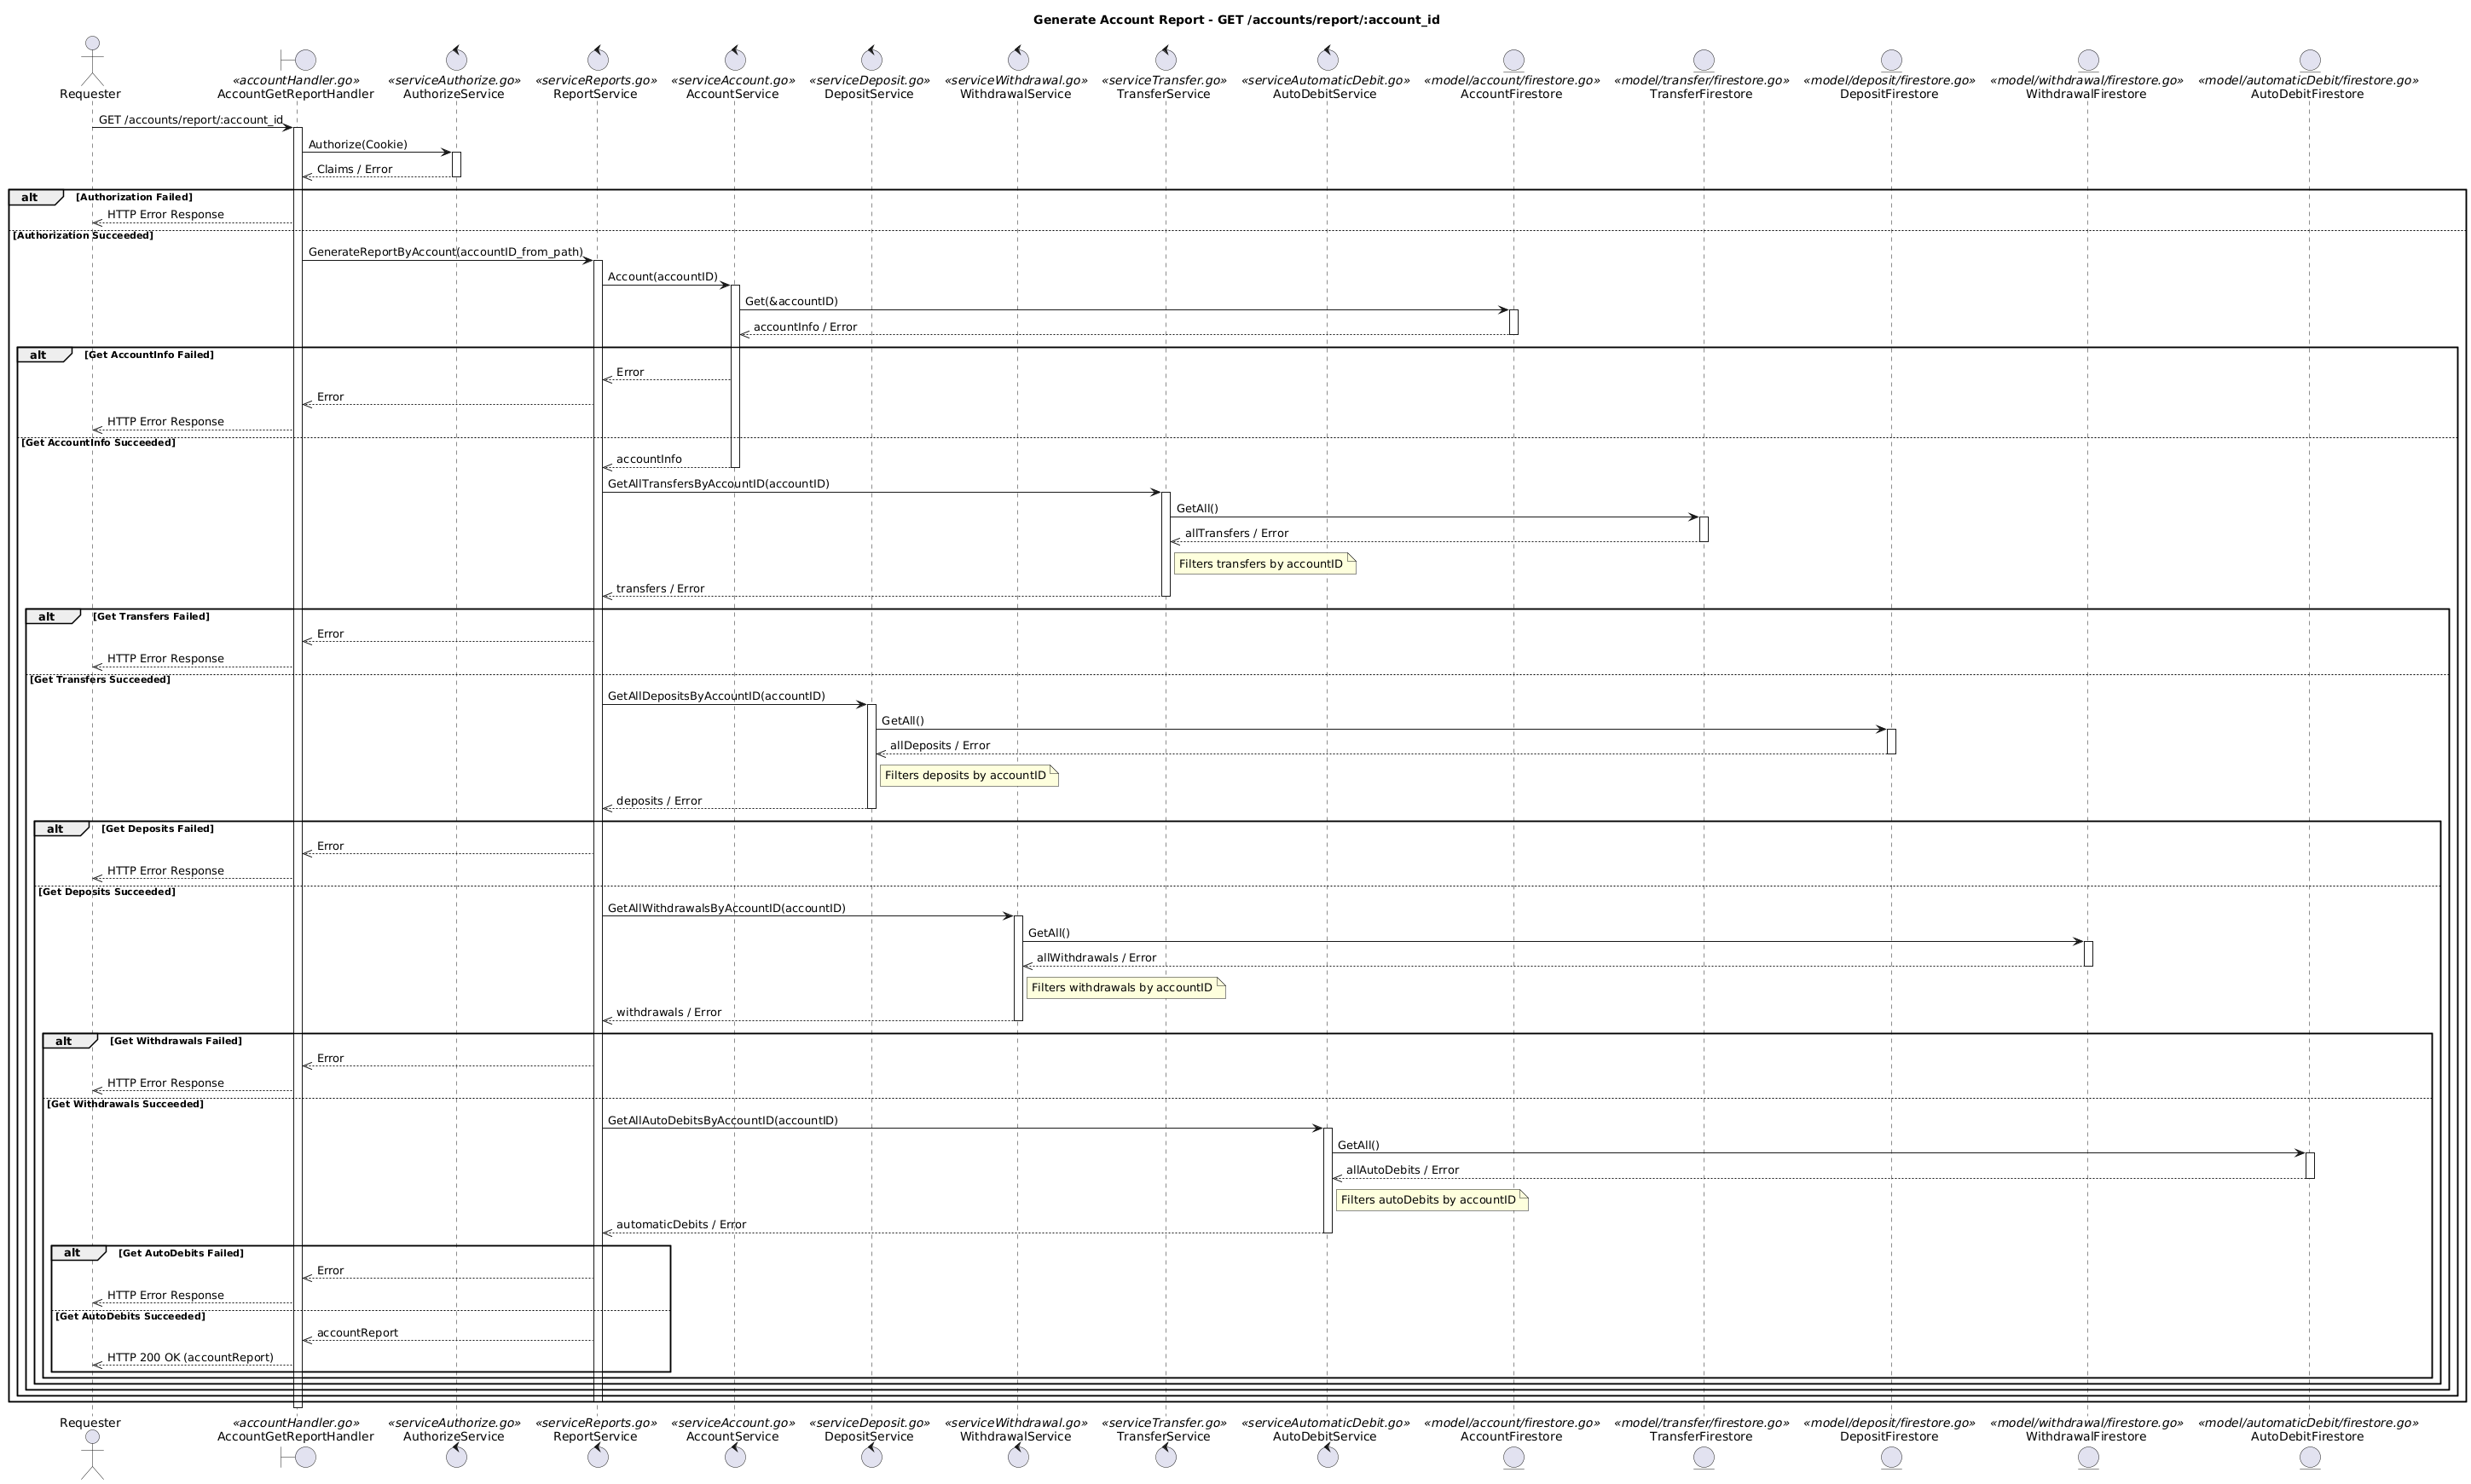 Generate Account Report - GET /accounts/report/:account_id
«accountHandler.go» «serviceAuthorize.go» «serviceReports.go» «serviceAccount.go» «serviceDeposit.go» «serviceWithdrawal.go» «serviceTransfer.go» «serviceAutomaticDebit.go» «model/account/firestore.go» «model/transfer/firestore.go» «model/deposit/firestore.go» «model/withdrawal/firestore.go» «model/automaticDebit/firestore.go»
Requester AccountGetReportHandler AuthorizeService ReportService AccountService DepositService WithdrawalService TransferService AutoDebitService AccountFirestore TransferFirestore DepositFirestore WithdrawalFirestore AutoDebitFirestore
GET /accounts/report/:account_id
Authorize(Cookie)
Claims / Error
alt [Authorization Failed]
HTTP Error Response
[Authorization Succeeded]
GenerateReportByAccount(accountID_from_path)
Account(accountID)
Get(&accountID)
accountInfo / Error
alt [Get AccountInfo Failed]
Error
Error
HTTP Error Response
[Get AccountInfo Succeeded]
accountInfo
GetAllTransfersByAccountID(accountID)
GetAll()
allTransfers / Error
Filters transfers by accountID
transfers / Error
alt [Get Transfers Failed]
Error
HTTP Error Response
[Get Transfers Succeeded]
GetAllDepositsByAccountID(accountID)
GetAll()
allDeposits / Error
Filters deposits by accountID
deposits / Error
alt [Get Deposits Failed]
Error
HTTP Error Response
[Get Deposits Succeeded]
GetAllWithdrawalsByAccountID(accountID)
GetAll()
allWithdrawals / Error
Filters withdrawals by accountID
withdrawals / Error
alt [Get Withdrawals Failed]
Error
HTTP Error Response
[Get Withdrawals Succeeded]
GetAllAutoDebitsByAccountID(accountID)
GetAll()
allAutoDebits / Error
Filters autoDebits by accountID
automaticDebits / Error
alt [Get AutoDebits Failed]
Error
HTTP Error Response
[Get AutoDebits Succeeded]
accountReport
HTTP 200 OK (accountReport)
Requester «accountHandler.go» «serviceAuthorize.go» «serviceReports.go» «serviceAccount.go» «serviceDeposit.go» «serviceWithdrawal.go» «serviceTransfer.go» «serviceAutomaticDebit.go» «model/account/firestore.go» «model/transfer/firestore.go» «model/deposit/firestore.go» «model/withdrawal/firestore.go» «model/automaticDebit/firestore.go»
AccountGetReportHandler AuthorizeService ReportService AccountService DepositService WithdrawalService TransferService AutoDebitService AccountFirestore TransferFirestore DepositFirestore WithdrawalFirestore AutoDebitFirestore